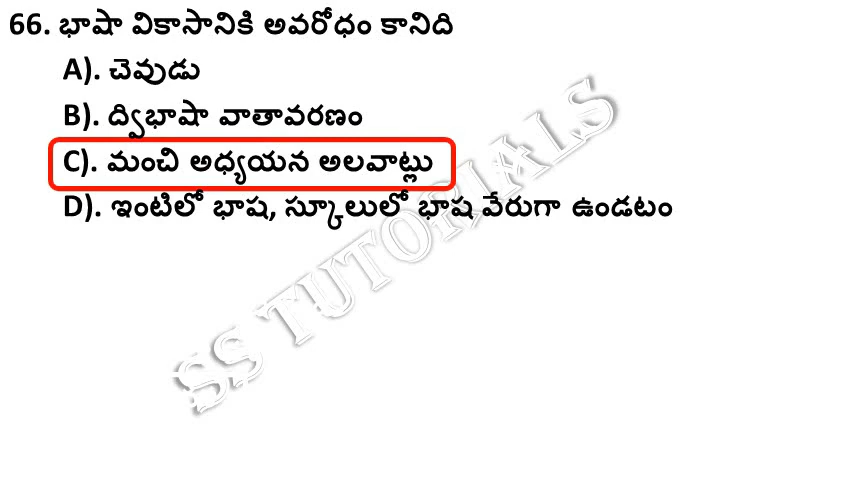 66. భాషా వికాసానికి అవరోధం కానిది
A). చెవుడు
B). ద్విభాషా వాతావరణం
C). మంచి అధ్యయన అలవాట్లు
D). ఇంటిలో భాష, స్కూలులో భాష వేరుగా ఉండటం
SS TUTORIALS